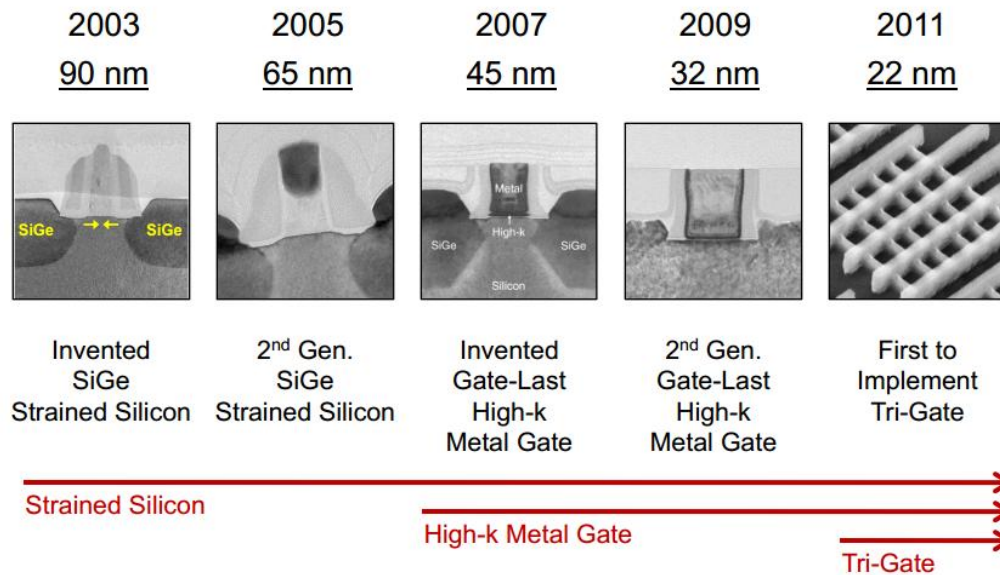 2003 2005 2007 2009 2011
90 nm 65 nm 45 nm 32 nm 22 nm
SiGe SiGe
Metal
High-k
SiGe SiGe
Silicon
Invented
SiGe
Strained Silicon
2nd Gen.
SiGe
Strained Silicon
Invented
Gate-Last
High-k
Metal Gate
2nd Gen.
Gate-Last
High-k
Metal Gate
First to
Implement
Tri-Gate
Strained Silicon
High-k Metal Gate
Tri-Gate